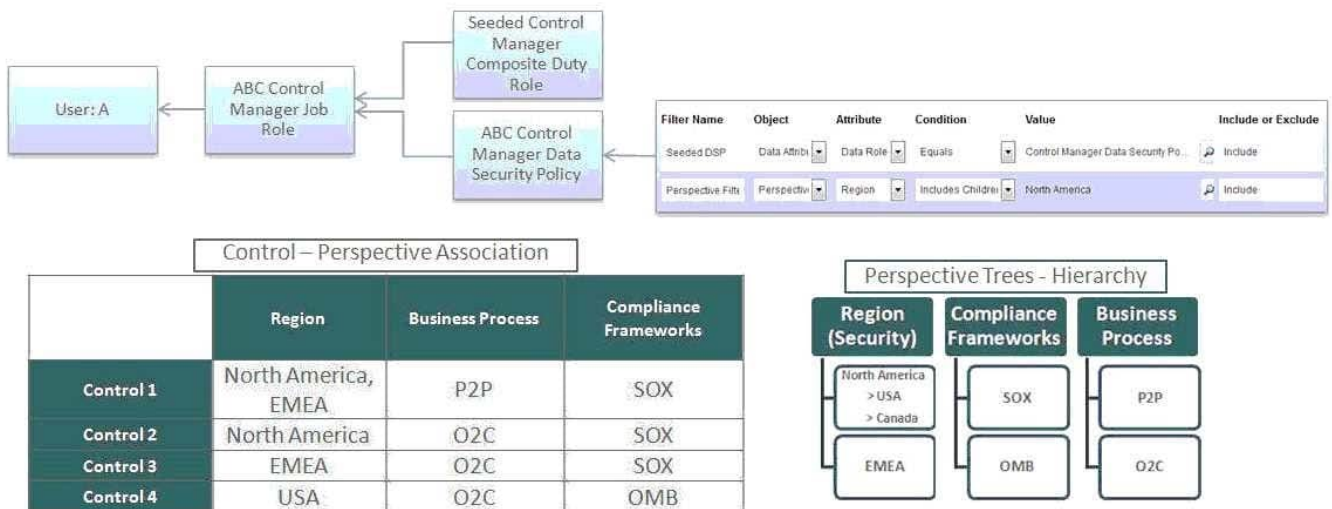 Seeded Control
Manager
Composite Duty
Role
User: A
ABC Control
Manager Job
Role
ABC Control
Manager Data
Security Policy
Filter Name Object Attribute Condition Value Include or Exclude
Seeded DSP Data Attribu Data Role Equals Control Manager Data Security Po... Include
Perspective Filte Perspectiv Region Includes Childrer North America Include
Control – Perspective Association
Region Business Process Compliance
Frameworks
Control 1 North America,
EMEA P2P SOX
Control 2 North America O2C SOX
Control 3 EMEA O2C SOX
Control 4 USA O2C OMB
Perspective Trees - Hierarchy
Region
(Security)
Compliance
Frameworks
Business
Process
North America
> USA
> Canada
SOX
P2P
EMEA
OMB
O2C